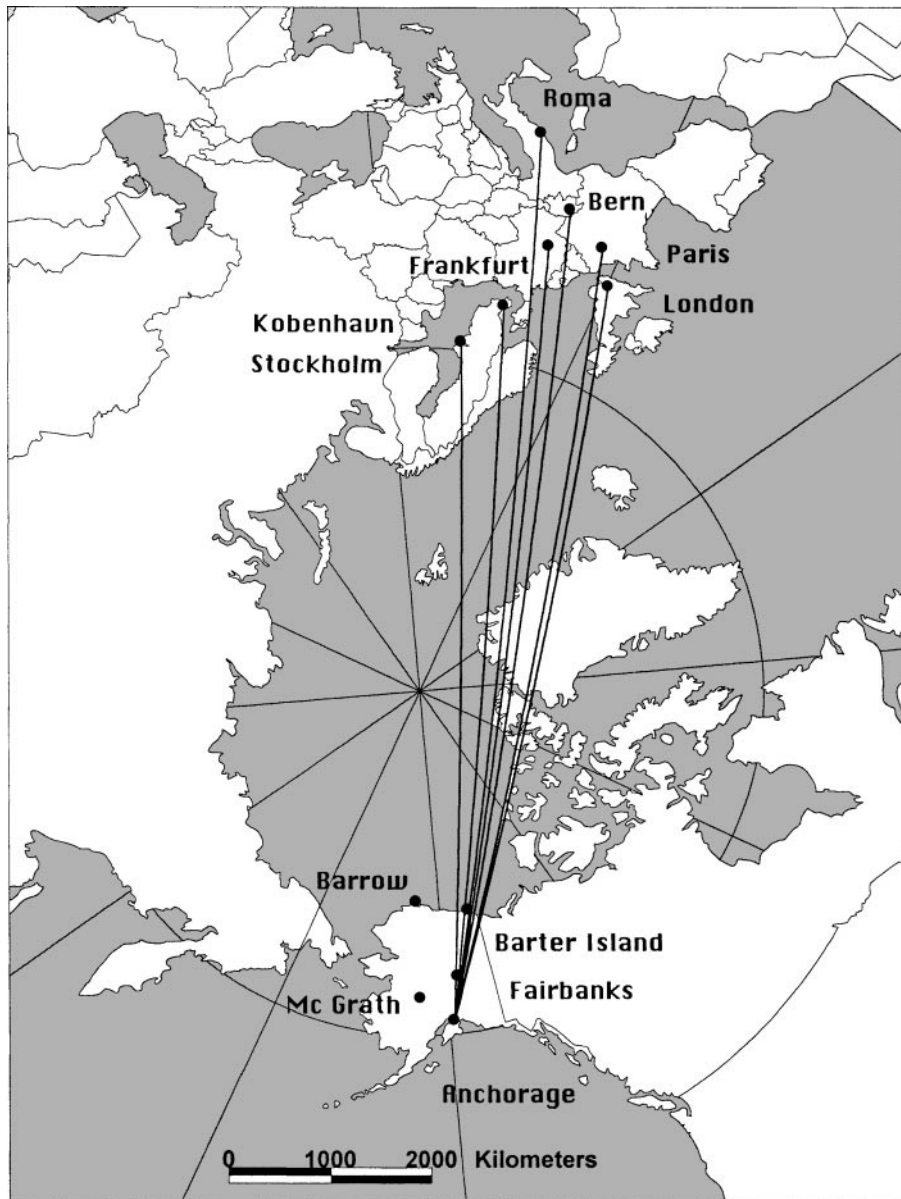 Roma
Bern
Paris
Frankfurt
London
Kobenhavn
Stockholm
Barrow
Barter Island
Fairbanks
Mc Grath
Anchorage
0 1000 2000 Kilometers